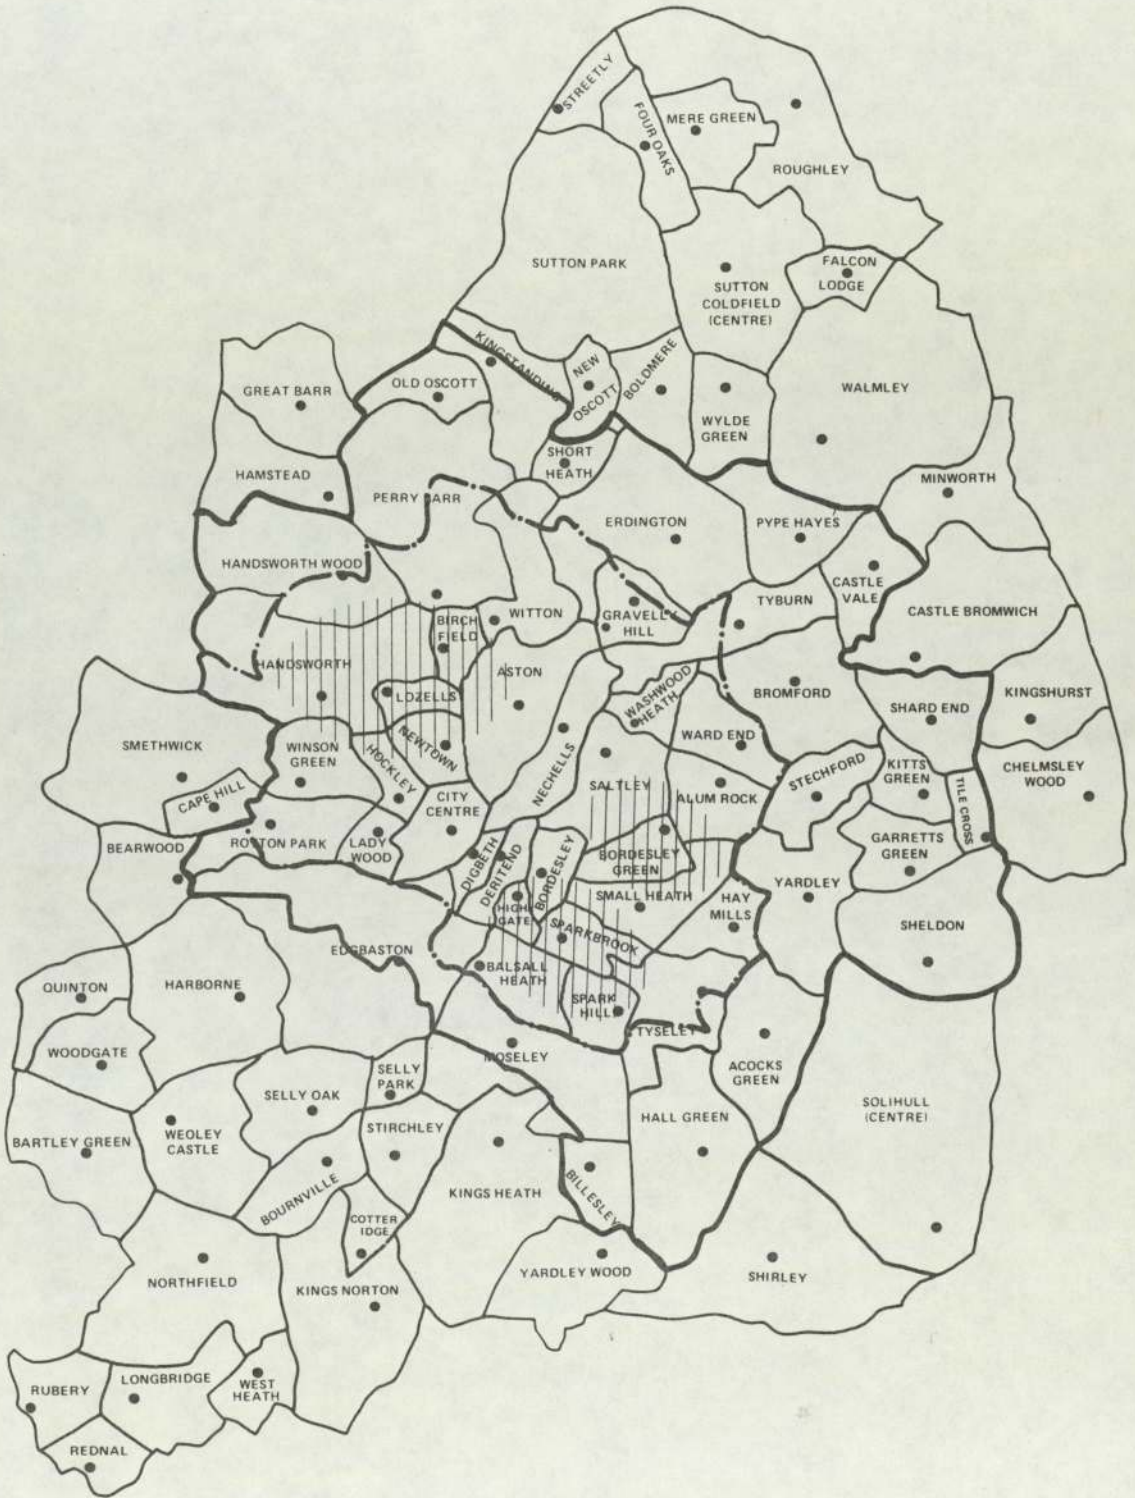 STREETLY
FOUR OAKS
MERE GREEN
ROUGHLEY
SUTTON PARK
SUTTON
COLDFIELD
(CENTRE)
FALCON
LODGE
KINGSTANDING
NEW
OSCOTT
BOLDMERE
WYLDE
GREEN
WALMLEY
GREAT BARR
OLD OSCOTT
HAMSTEAD
SHORT
HEATH
MINWORTH
PERRY BARR
ERDINGTON
PYPE HAYES
HANDSWORTH WOOD
CASTLE
VALE
TYBURN
CASTLE BROMWICH
BIRCH
FIELD
WITTON
GRAVELLY
HILL
HANDSWORTH
ASTON
LOZELLS
WASHWOOD
HEATH
BROMFORD
SHARD END
KINGSHURST
SMETHWICK
WINSON
GREEN
HOCKLEY
NEWTOWN
NECHELLS
WARD END
STECHFORD
KITTS
GREEN
TILE CROSS
CHELMSLEY
WOOD
CAPE HILL
CITY
CENTRE
SALTLEY
ALUM ROCK
BEARWOOD
ROTTON PARK
LADY
WOOD
DIGBETH
DERITEND
BORDESLEY
BORDESLEY
GREEN
GARRETTS
GREEN
YARDLEY
HIGH
GATE
SMALL HEATH
HAY
MILLS
SHELDON
EDGBASTON
BALSALL
HEATH
SPARKBROOK
QUINTON
HARBORNE
SPARK
HILL
TYSELEY
WOODGATE
MOSELEY
ACOCKS
GREEN
SELLY
PARK
SELLY OAK
SOLIHULL
(CENTRE)
BARTLEY GREEN
WEOLEY
CASTLE
STIRCHLEY
HALL GREEN
BOURNVILLE
KINGS HEATH
BILLESLEY
COTTER
IDGE
NORTHFIELD
KINGS NORTON
YARDLEY WOOD
SHIRLEY
RUBERY
LONGBRIDGE
WEST
HEATH
REDNAL